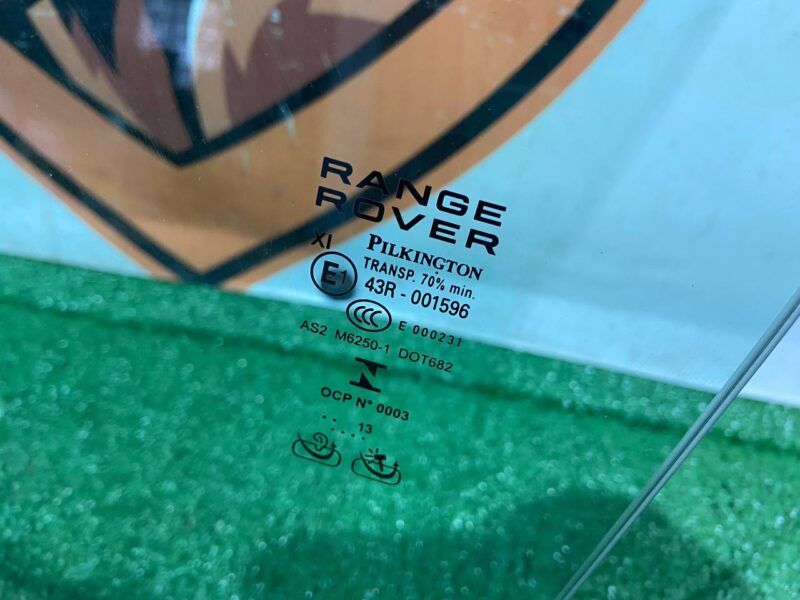 RANGE
ROVER
XI PILKINGTON
E1 TRANSP. 70% min.
43R - 001596
CCC E 000231
AS2 M6250-1 DOT682
OCP N° 0003
.. 13
.....